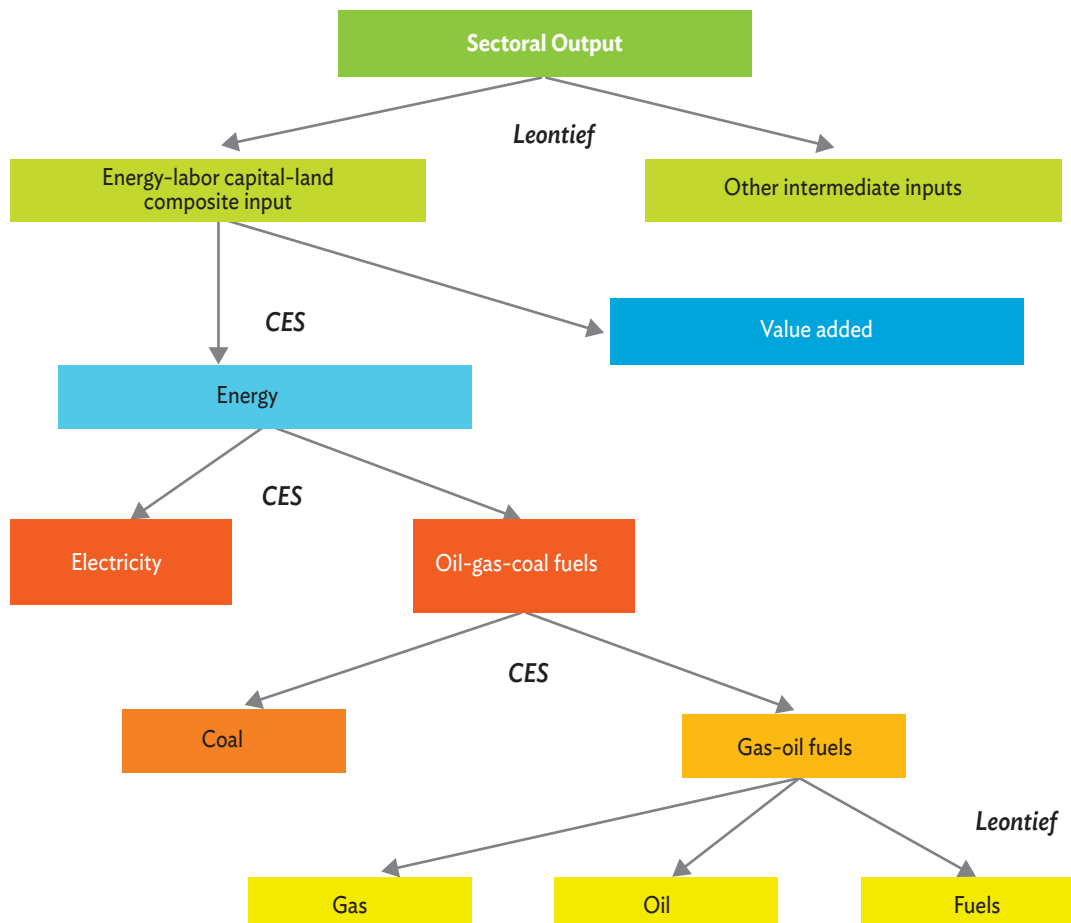 Sectoral Output
Leontief
Energy-labor capital-land
composite input
Other intermediate inputs
CES
Value added
Energy
CES
Electricity
Oil-gas-coal fuels
CES
Coal
Gas-oil fuels
Leontief
Gas
Oil
Fuels